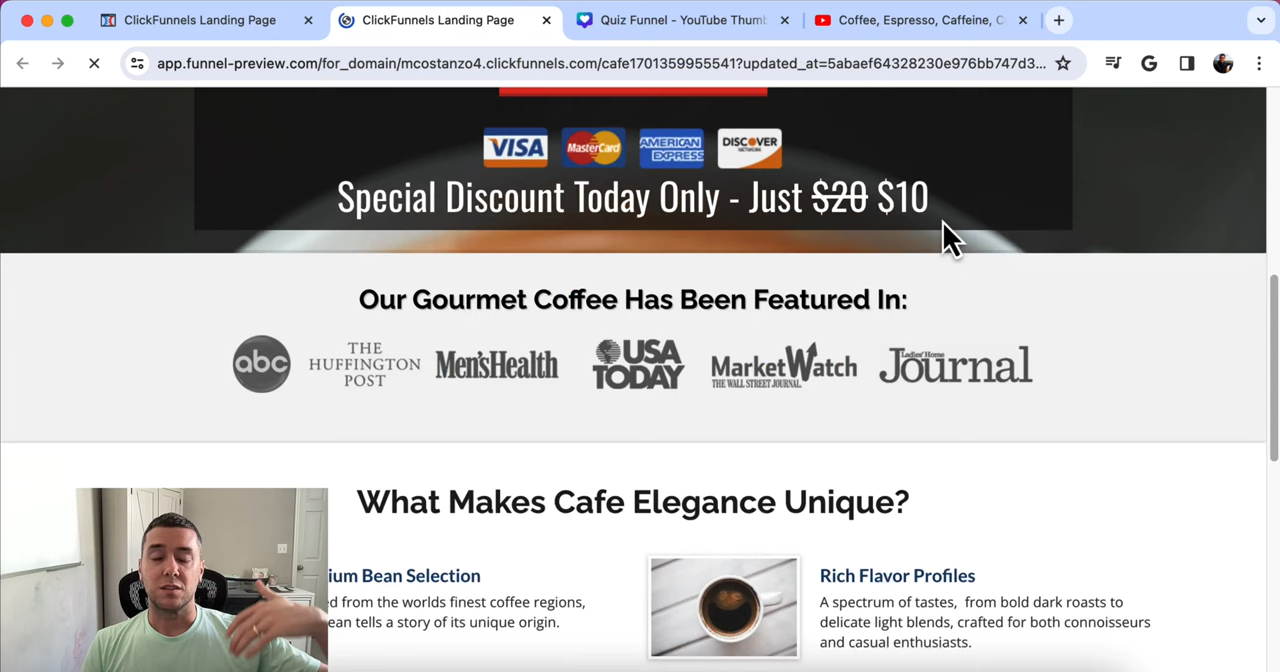 ClickFunnels Landing Page
ClickFunnels Landing Page
Quiz Funnel - YouTube Thumb
Coffee, Espresso, Caffeine, C
app.funnel-preview.com/for_domain/mcostanzo4.clickfunnels.com/cafe1701359955541?updated_at=5abaef64328230e976bb747d3...
VISA
MasterCard
AMERICAN
EXPRESS
DISCOVER
NETWORK
Special Discount Today Only - Just $20 $10
Our Gourmet Coffee Has Been Featured In:
abc
THE
HUFFINGTON
POST
Men'sHealth
USA
TODAY
MarketWatch
THE WALL STREET JOURNAL.
Ladies' Home
Journal
What Makes Cafe Elegance Unique?
ium Bean Selection
ed from the worlds finest coffee regions,
ean tells a story of its unique origin.
Rich Flavor Profiles
A spectrum of tastes, from bold dark roasts to
delicate light blends, crafted for both connoisseurs
and casual enthusiasts.